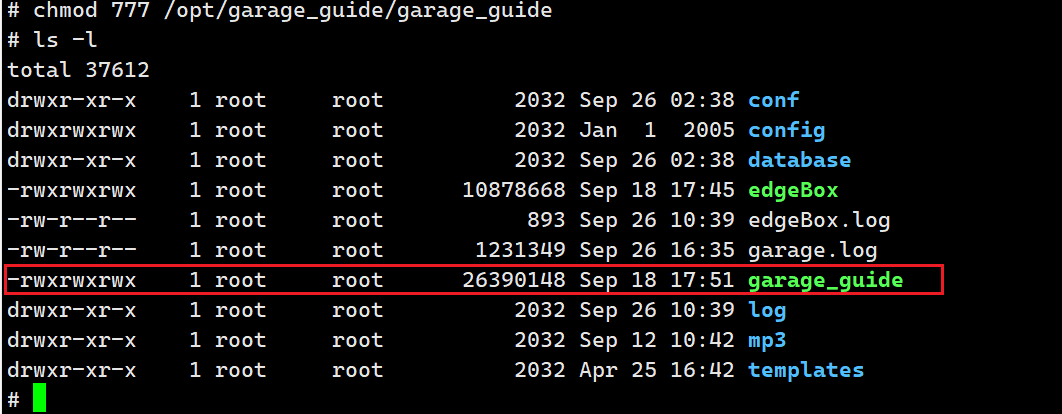 # chmod 777 /opt/garage_guide/garage_guide
# ls -l
total 37612
drwxr-xr-x    1 root     root          2032 Sep 26 02:38 conf
drwxrwxrwx    1 root     root          2032 Jan  1  2005 config
drwxr-xr-x    1 root     root          2032 Sep 26 02:38 database
-rwxrwxrwx    1 root     root      10878668 Sep 18 17:45 edgeBox
-rw-r--r--    1 root     root           893 Sep 26 10:39 edgeBox.log
-rw-r--r--    1 root     root       1231349 Sep 26 16:35 garage.log
-rwxrwxrwx    1 root     root      26390148 Sep 18 17:51 garage_guide
drwxr-xr-x    1 root     root          2032 Sep 26 10:39 log
drwxr-xr-x    1 root     root          2032 Sep 12 10:42 mp3
drwxr-xr-x    1 root     root          2032 Apr 25 16:42 templates
#